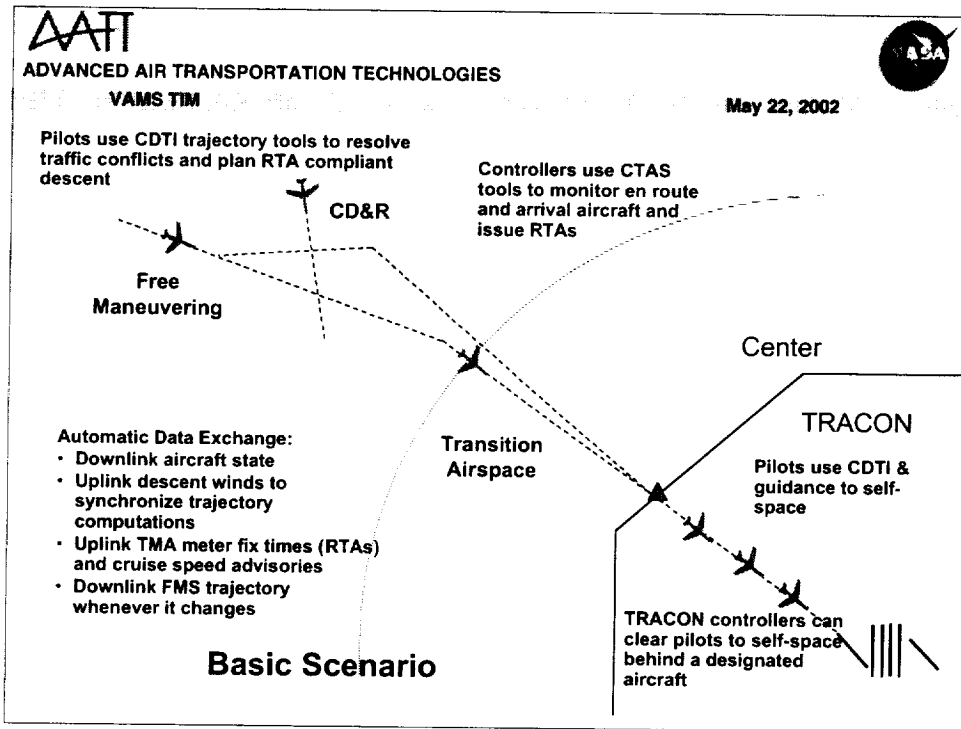 AATT
NASA
ADVANCED AIR TRANSPORTATION TECHNOLOGIES
VAMS TIM
May 22, 2002
Pilots use CDTI trajectory tools to resolve
traffic conflicts and plan RTA compliant
descent
CD&R
Controllers use CTAS
tools to monitor en route
and arrival aircraft and
issue RTAs
Free
Maneuvering
Center
TRACON
Transition
Airspace
Pilots use CDTI &
guidance to self-
space
Automatic Data Exchange:
· Downlink aircraft state
· Uplink descent winds to
synchronize trajectory
computations
· Uplink TMA meter fix times (RTAs)
and cruise speed advisories
· Downlink FMS trajectory
whenever it changes
TRACON controllers can
clear pilots to self-space
behind a designated
aircraft
Basic Scenario